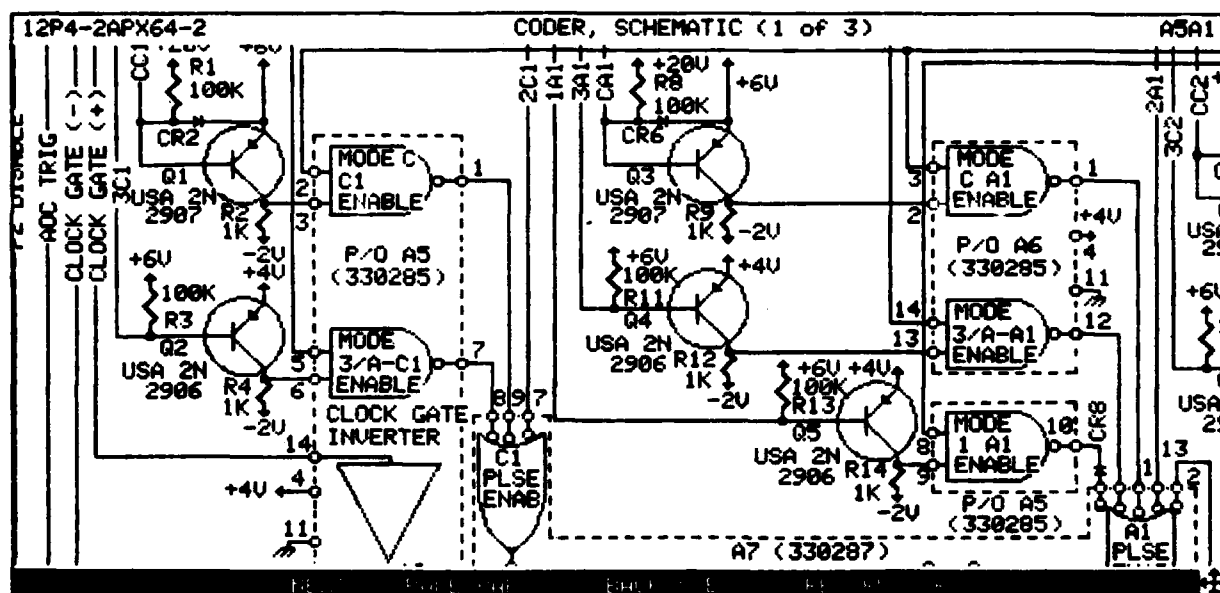 12P4-2APX64-2
CODER, SCHEMATIC (1 of 3)
A5A1
ADC TRIG
CLOCK GATE (-)
CLOCK GATE (+)
3C1
CC1
+20V
R1
100K
+6V
CR2
Q1
USA 2N
2907
R2
1K
-2V
2
3
MODE C
C1
ENABLE
1
P/O A5
(330285)
+6V
100K
R3
Q2
USA 2N
2906
+4V
R4
1K
-2V
5
6
MODE
3/A-C1
ENABLE
7
CLOCK GATE
INVERTER
14
+4V
4
11
8
9
7
C1
PLSE
ENAB
2C1
1A1
3A1
CA1
+20V
R8
100K
+6V
CR6
Q3
USA 2N
2907
R9
1K
-2V
+6V
100K
R11
Q4
USA 2N
2906
+4V
R12
1K
-2V
+6V
100K
R13
Q5
USA 2N
2906
+4V
R14
1K
-2V
3
2
MODE
C A1
ENABLE
1
+4V
4
P/O A6
(330285)
11
14
13
MODE
3/A-A1
ENABLE
12
8
9
MODE
1 A1
ENABLE
10
P/O A5
(330285)
A7 (330287)
CR8
1
13
2
A1
PLSE
2A1
3C2
CC2
+6V
USA